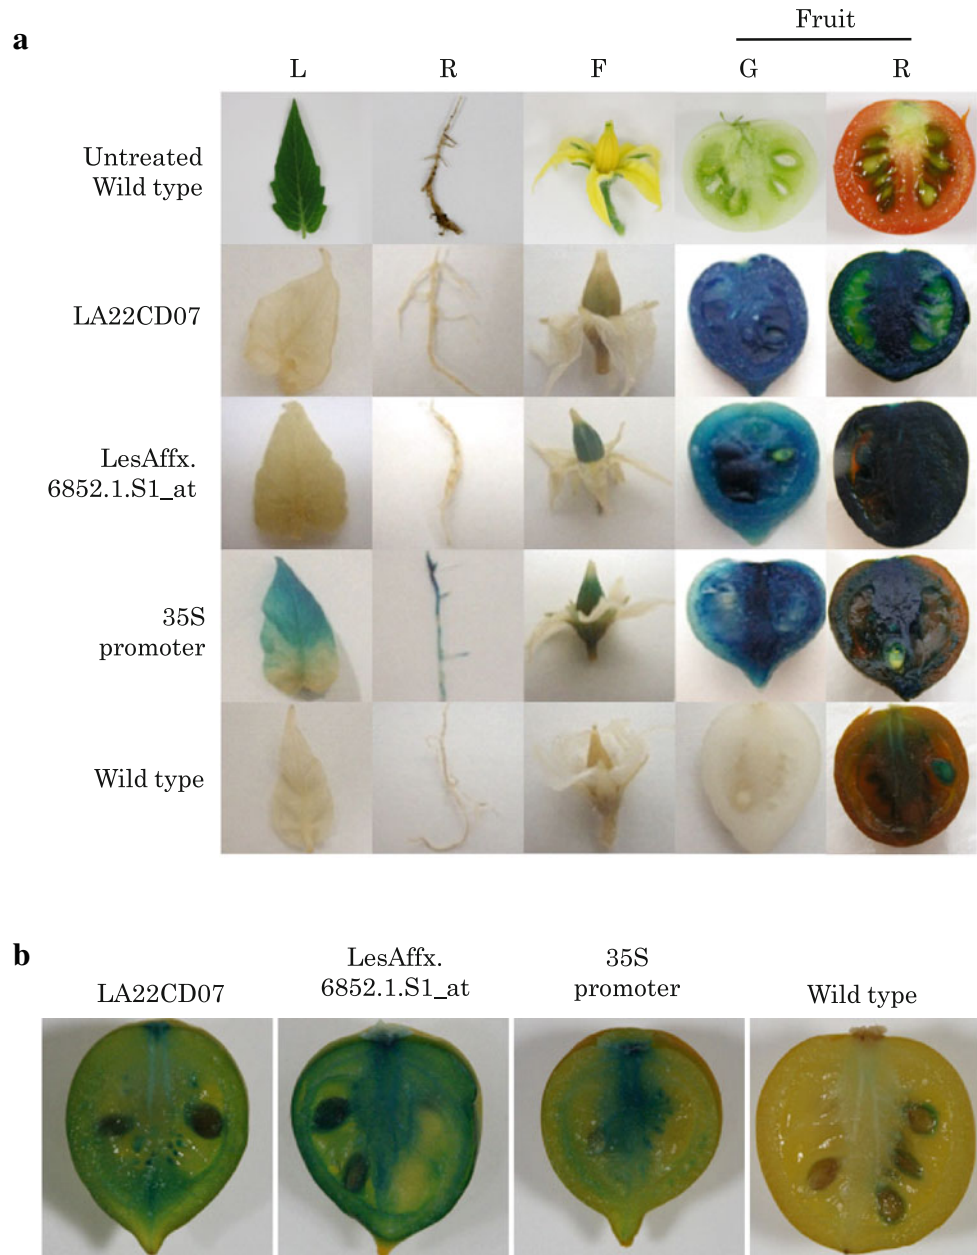 a
Fruit
L R F G R
Untreated
Wild type
LA22CD07
LesAffx.
6852.1.S1_at
35S
promoter
Wild type
b
LA22CD07
LesAffx.
6852.1.S1_at
35S
promoter
Wild type